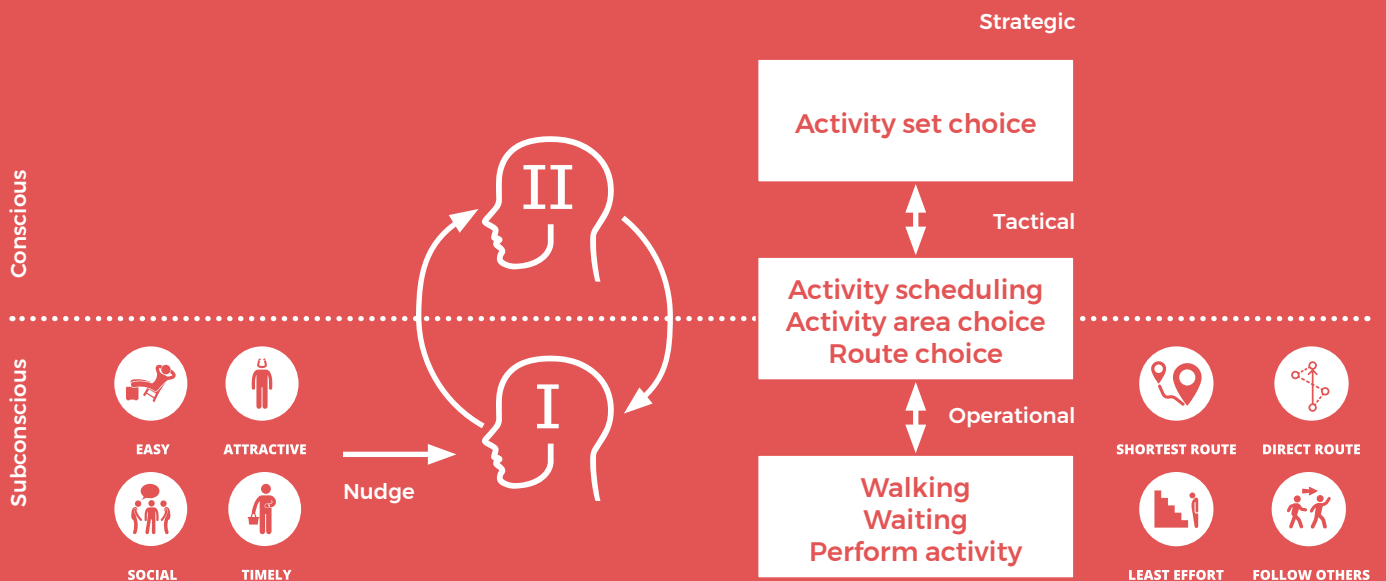 Strategic
Activity set choice
Conscious
II
Tactical
Activity scheduling
Activity area choice
Route choice
Subconscious
I
Operational
EASY
ATTRACTIVE
SHORTEST ROUTE
DIRECT ROUTE
Nudge
Walking
Waiting
Perform activity
SOCIAL
TIMELY
LEAST EFFORT
FOLLOW OTHERS